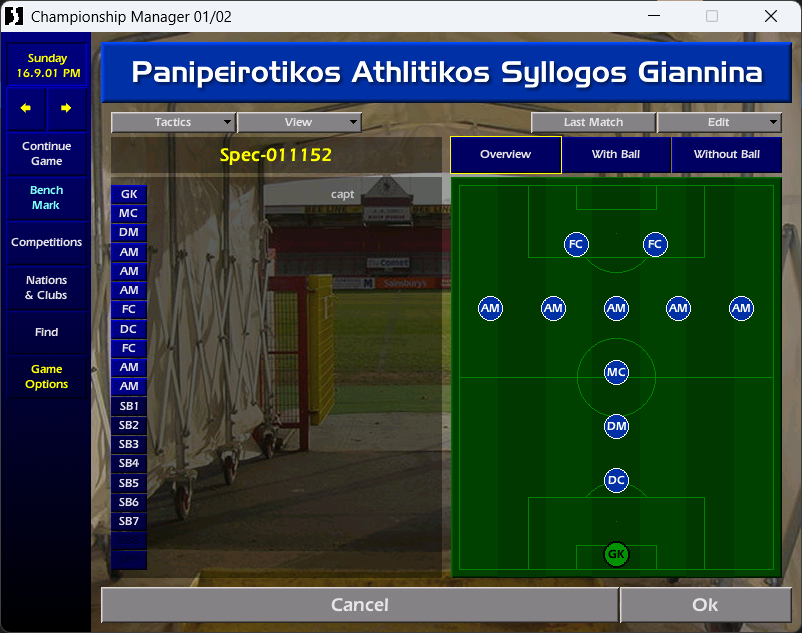 Championship Manager 01/02
Sunday
16.9.01 PM
Continue
Game
Bench
Mark
Competitions
Nations
& Clubs
Find
Game
Options
Panipeirotikos Athlitikos Syllogos Giannina
Tactics
View
Last Match
Edit
Spec-011152
Overview
With Ball
Without Ball
GK
capt
MC
DM
AM
AM
AM
FC
DC
FC
AM
AM
SB1
SB2
SB3
SB4
SB5
SB6
SB7
Comet
Sainsbury's
FC
FC
AM
AM
AM
AM
AM
MC
DM
DC
GK
Cancel
Ok